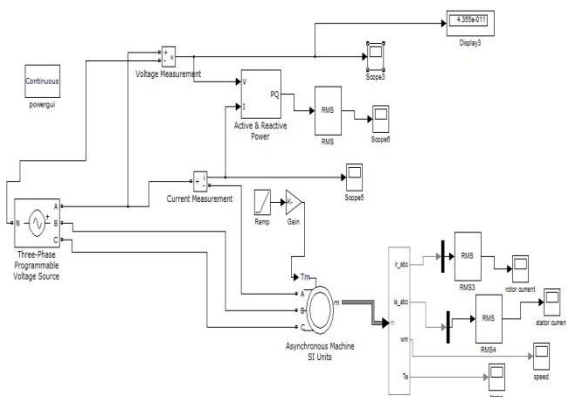 4.355e-011
Display3
+
-
v
Voltage Measurement
Scope3
Continuous
powergui
V
I
PQ
Active & Reactive
Power
RMS
RMS
Scope6
+
-
i
Current Measurement
Scope5
Ramp
Gain
N
+
A
B
C
Three-Phase
Programmable
Voltage Source
Tm
A
B
C
m
Asynchronous Machine
SI Units
m
ir_abc
is_abc
wm
Te
RMS
RMS3
rotor current
RMS
RMS4
stator current
speed